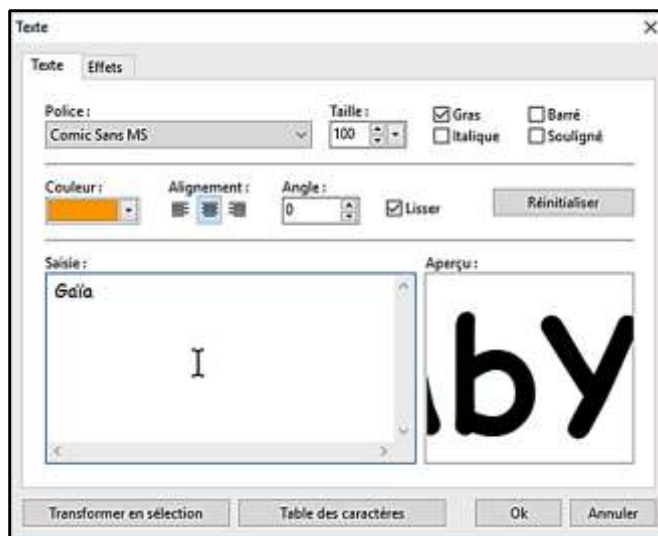 Texte
Texte Effets
Police : Taille : Gras Barré
Comic Sans MS 100 Italique Souligné
Couleur : Alignement : Angle :
0 Lisser Réinitialiser
Saisie : Aperçu :
Gaïa
bY
Transformer en sélection Table des caractères Ok Annuler